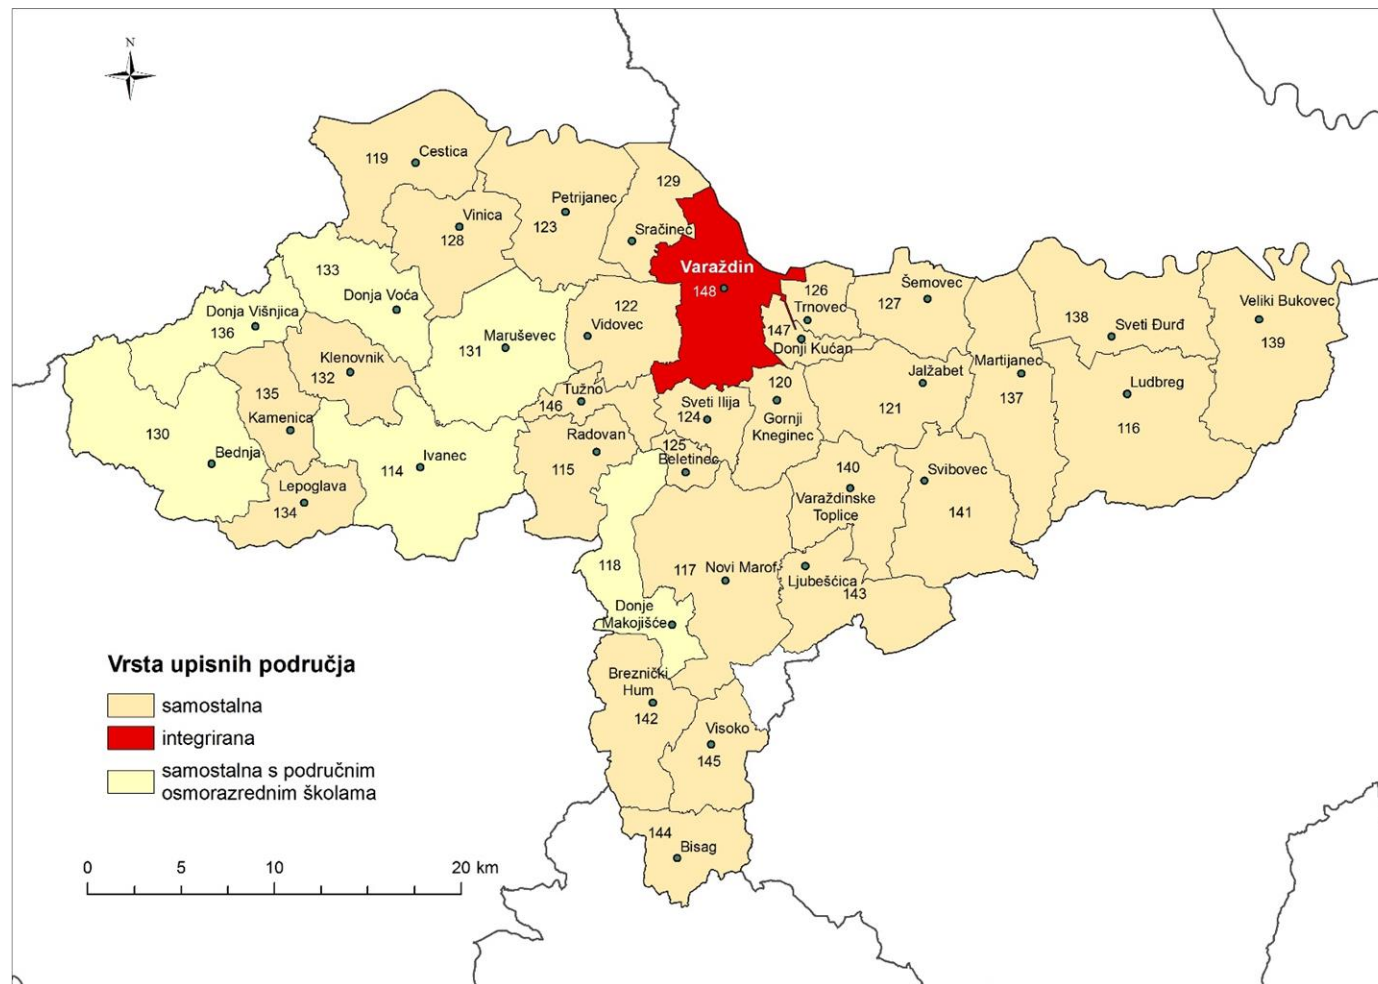 N
119
Cestica
129
Petrijanec
123
Vinica
128
Sračinec
133
Donja Voća
Varaždin
148
126
Trnovec
127
Šemovec
138
Sveti Đurđ
Veliki Bukovec
139
Donja Višnjica
136
122
Vidovec
Maruševec
131
147
Donji Kućan
Klenovnik
132
Martijanec
137
Jalžabet
121
Ludbreg
116
135
Kamenica
Tužno
146
Sveti Ilija
124
120
Gornji
Kneginec
130
Bednja
114
Ivanec
Radovan
115
125
Beletinec
140
Varaždinske
Toplice
Svibovec
141
Lepoglava
134
118
117
Novi Marof
Ljubešćica
143
Donje
Makojišće
Breznički
Hum
142
Visoko
145
144
Bisag
Vrsta upisnih područja
samostalna
integrirana
samostalna s područnim
osmorazrednim školama
0 5 10 20 km